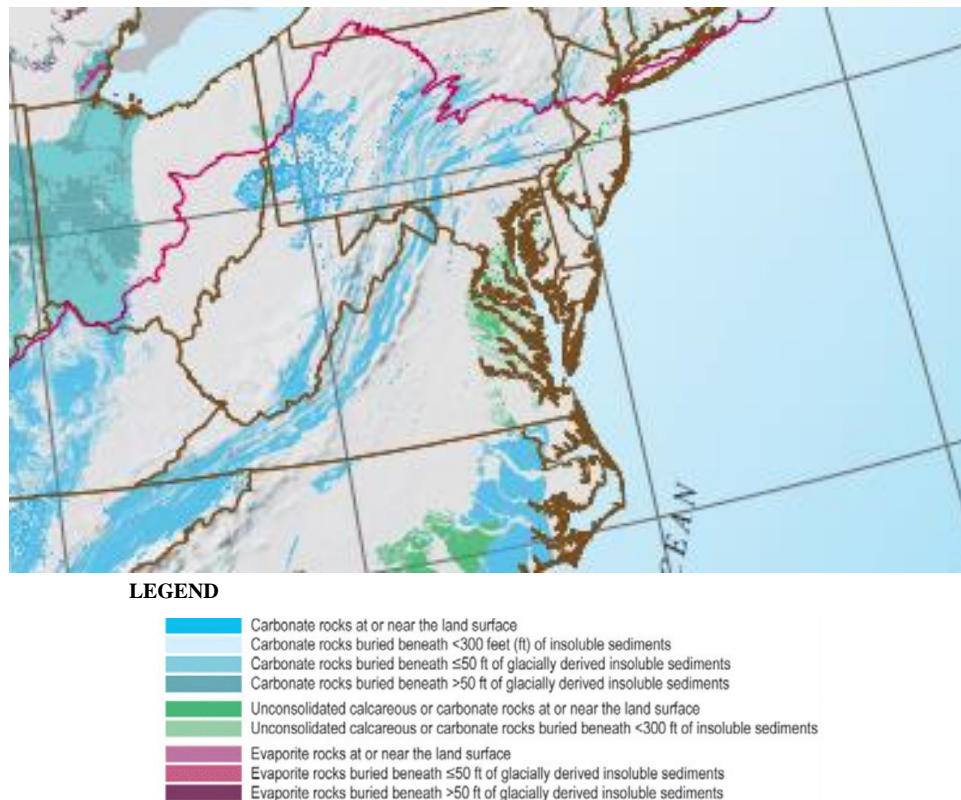 EAN
LEGEND
Carbonate rocks at or near the land surface
Carbonate rocks buried beneath <300 feet (ft) of insoluble sediments
Carbonate rocks buried beneath ≤50 ft of glacially derived insoluble sediments
Carbonate rocks buried beneath >50 ft of glacially derived insoluble sediments
Unconsolidated calcareous or carbonate rocks at or near the land surface
Unconsolidated calcareous or carbonate rocks buried beneath <300 ft of insoluble sediments
Evaporite rocks at or near the land surface
Evaporite rocks buried beneath ≤50 ft of glacially derived insoluble sediments
Evaporite rocks buried beneath >50 ft of glacially derived insoluble sediments